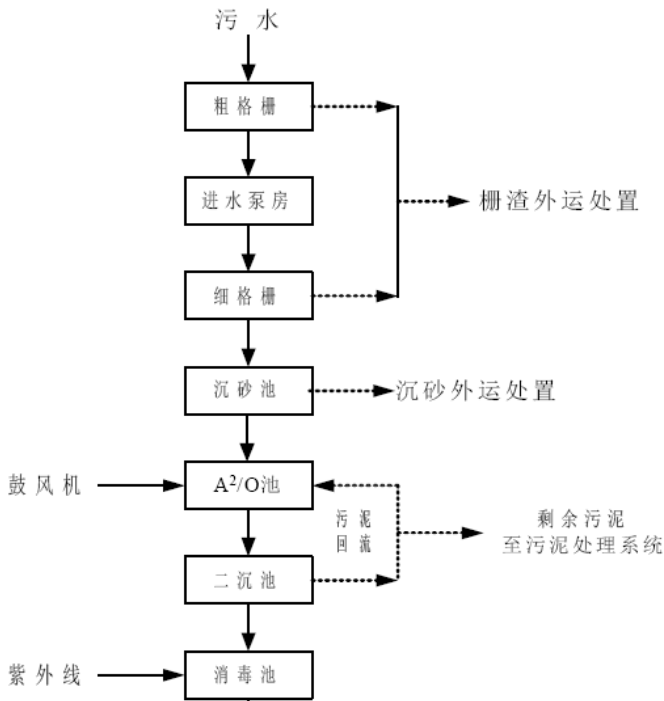 污水
粗格栅
进水泵房
栅渣外运处置
细格栅
沉砂池
沉砂外运处置
鼓风机
A²/O池
污泥
回流
剩余污泥
至污泥处理系统
二沉池
紫外线
消毒池